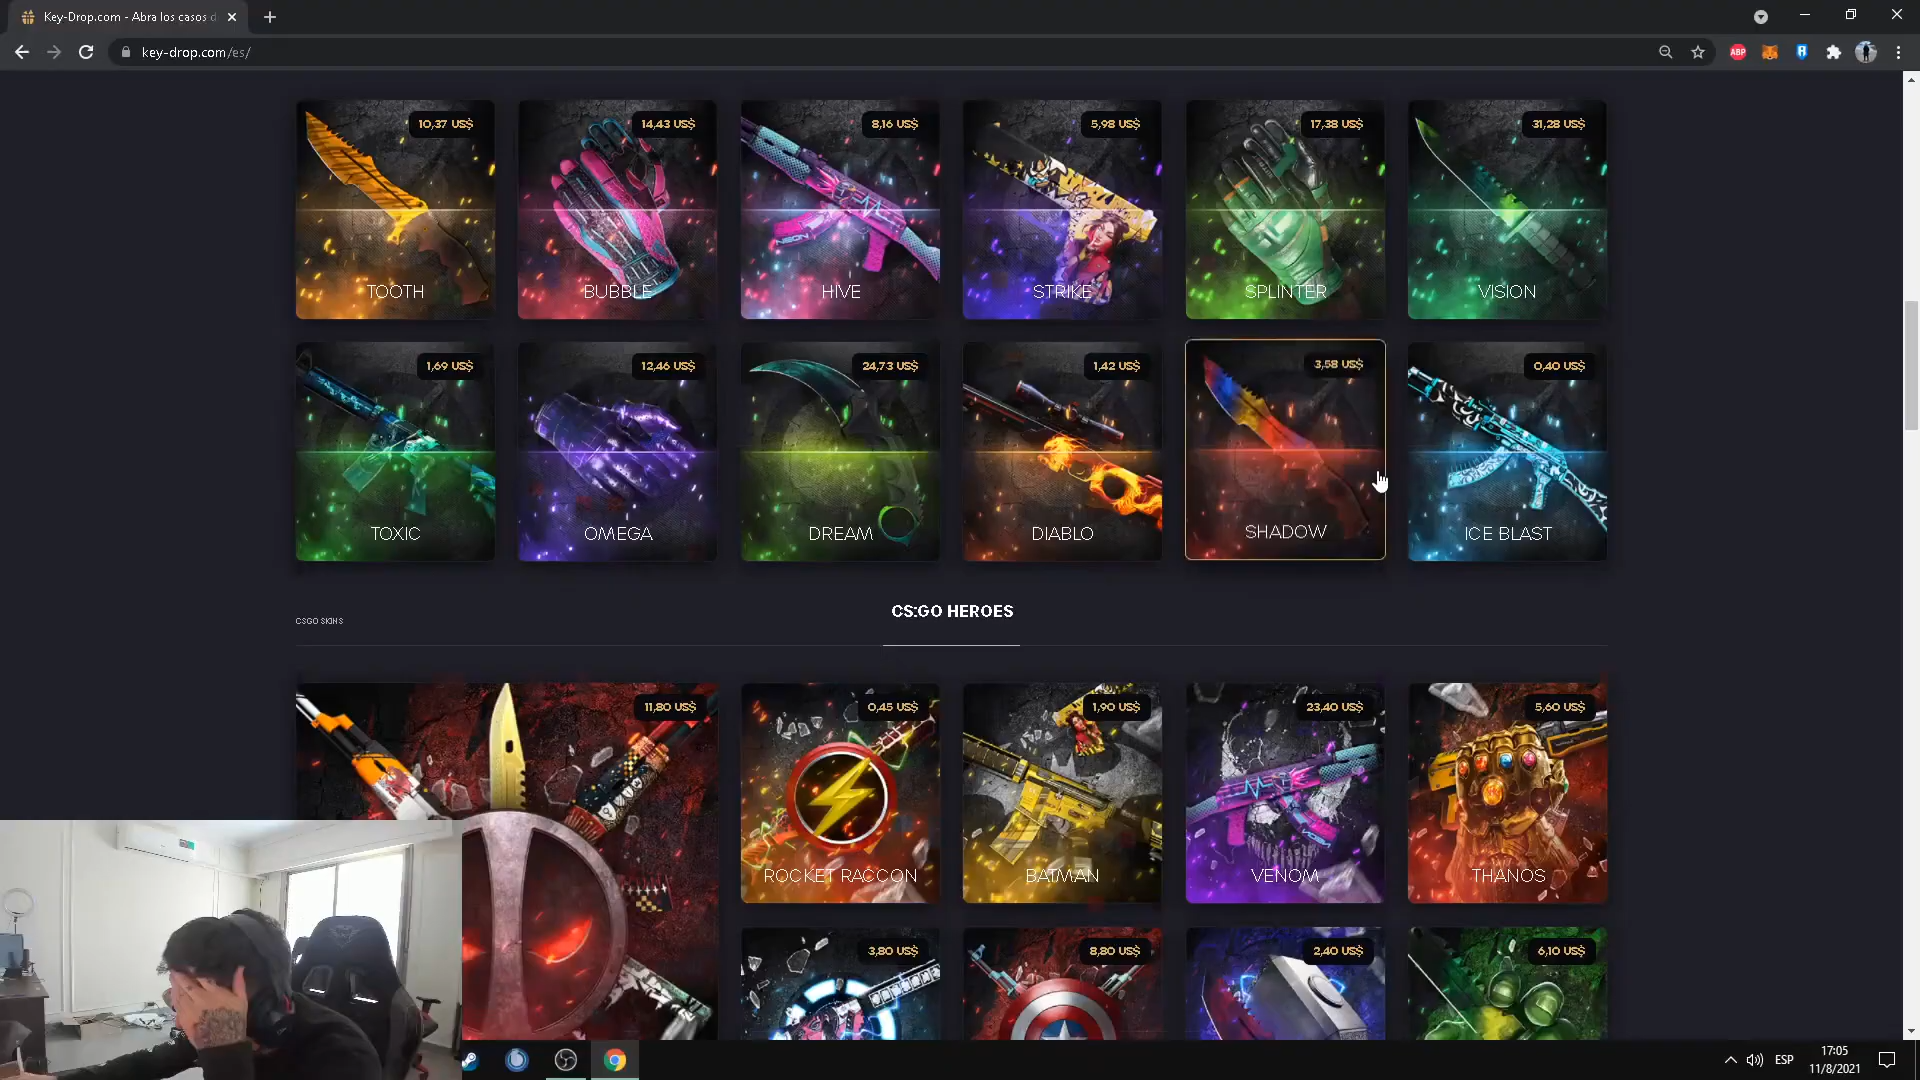 Key-Drop.com - Abra los casos d
key-drop.com/es/
ABP
10,37 US$
14,43 US$
8,16 US$
5,98 US$
17,38 US$
31,28 US$
TOOTH
BUBBLE
HIVE
STRIKE
SPLINTER
VISION
1,69 US$
12,46 US$
24,73 US$
1,42 US$
3,58 US$
0,40 US$
TOXIC
OMEGA
DREAM
DIABLO
SHADOW
ICE BLAST
CSGO SKINS
CS:GO HEROES
11,80 US$
0,45 US$
1,90 US$
23,40 US$
5,60 US$
ROCKET RACCON
BATMAN
VENOM
THANOS
3,80 US$
8,80 US$
2,40 US$
6,10 US$
ESP
17:05
11/8/2021